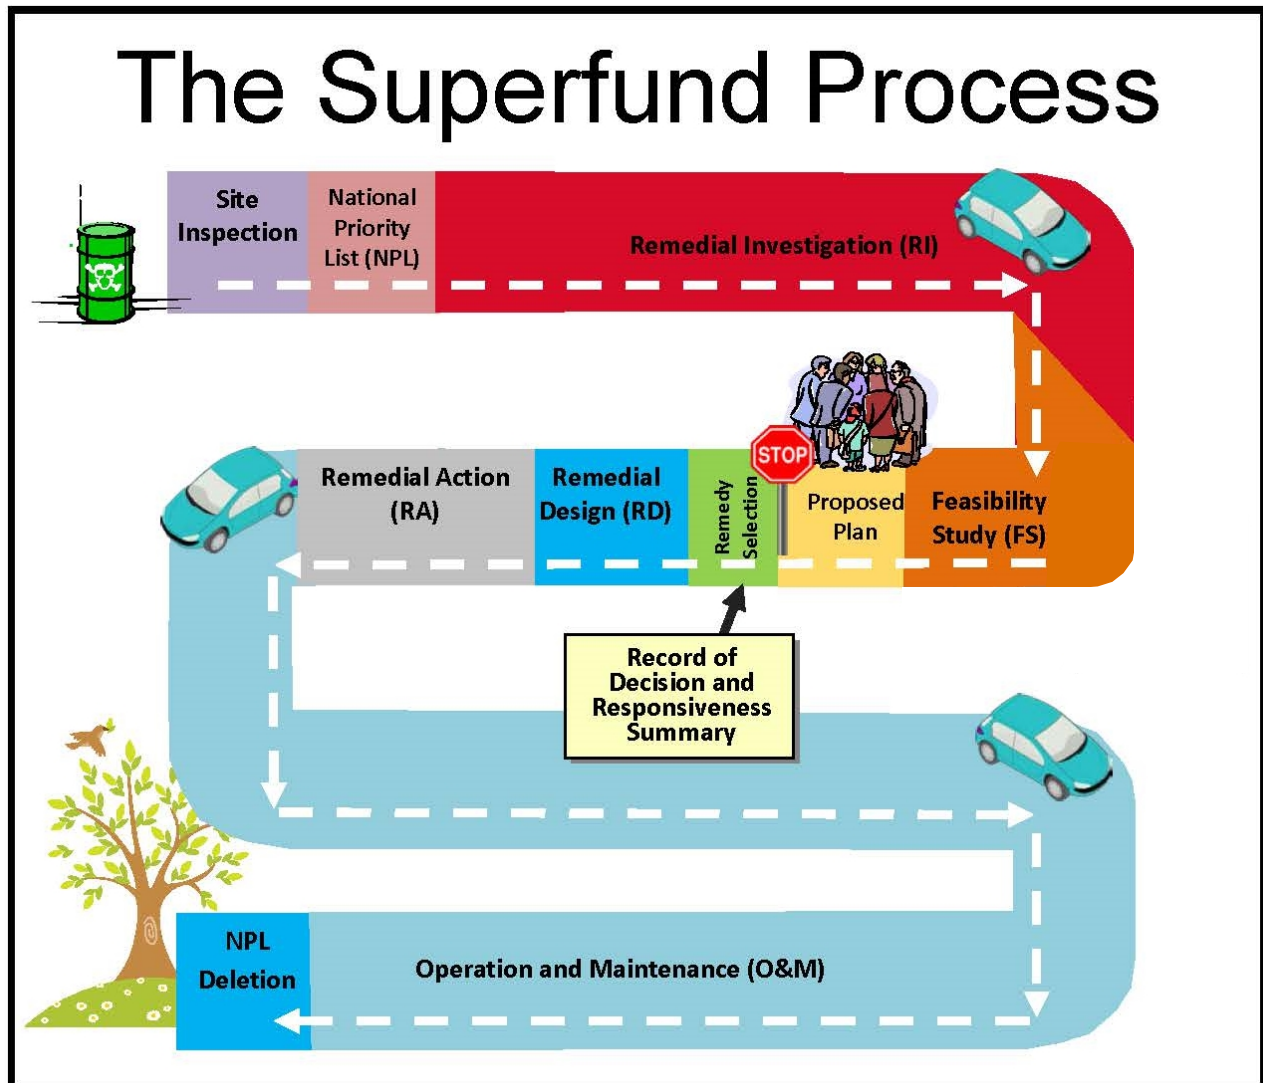 The Superfund Process
Site
Inspection
National
Priority
List (NPL)
Remedial Investigation (RI)
Remedial Action
(RA)
Remedial
Design (RD)
Remedy
Selection
STOP
Proposed
Plan
Feasibility
Study (FS)
Record of
Decision and
Responsiveness
Summary
NPL
Deletion
Operation and Maintenance (O&M)